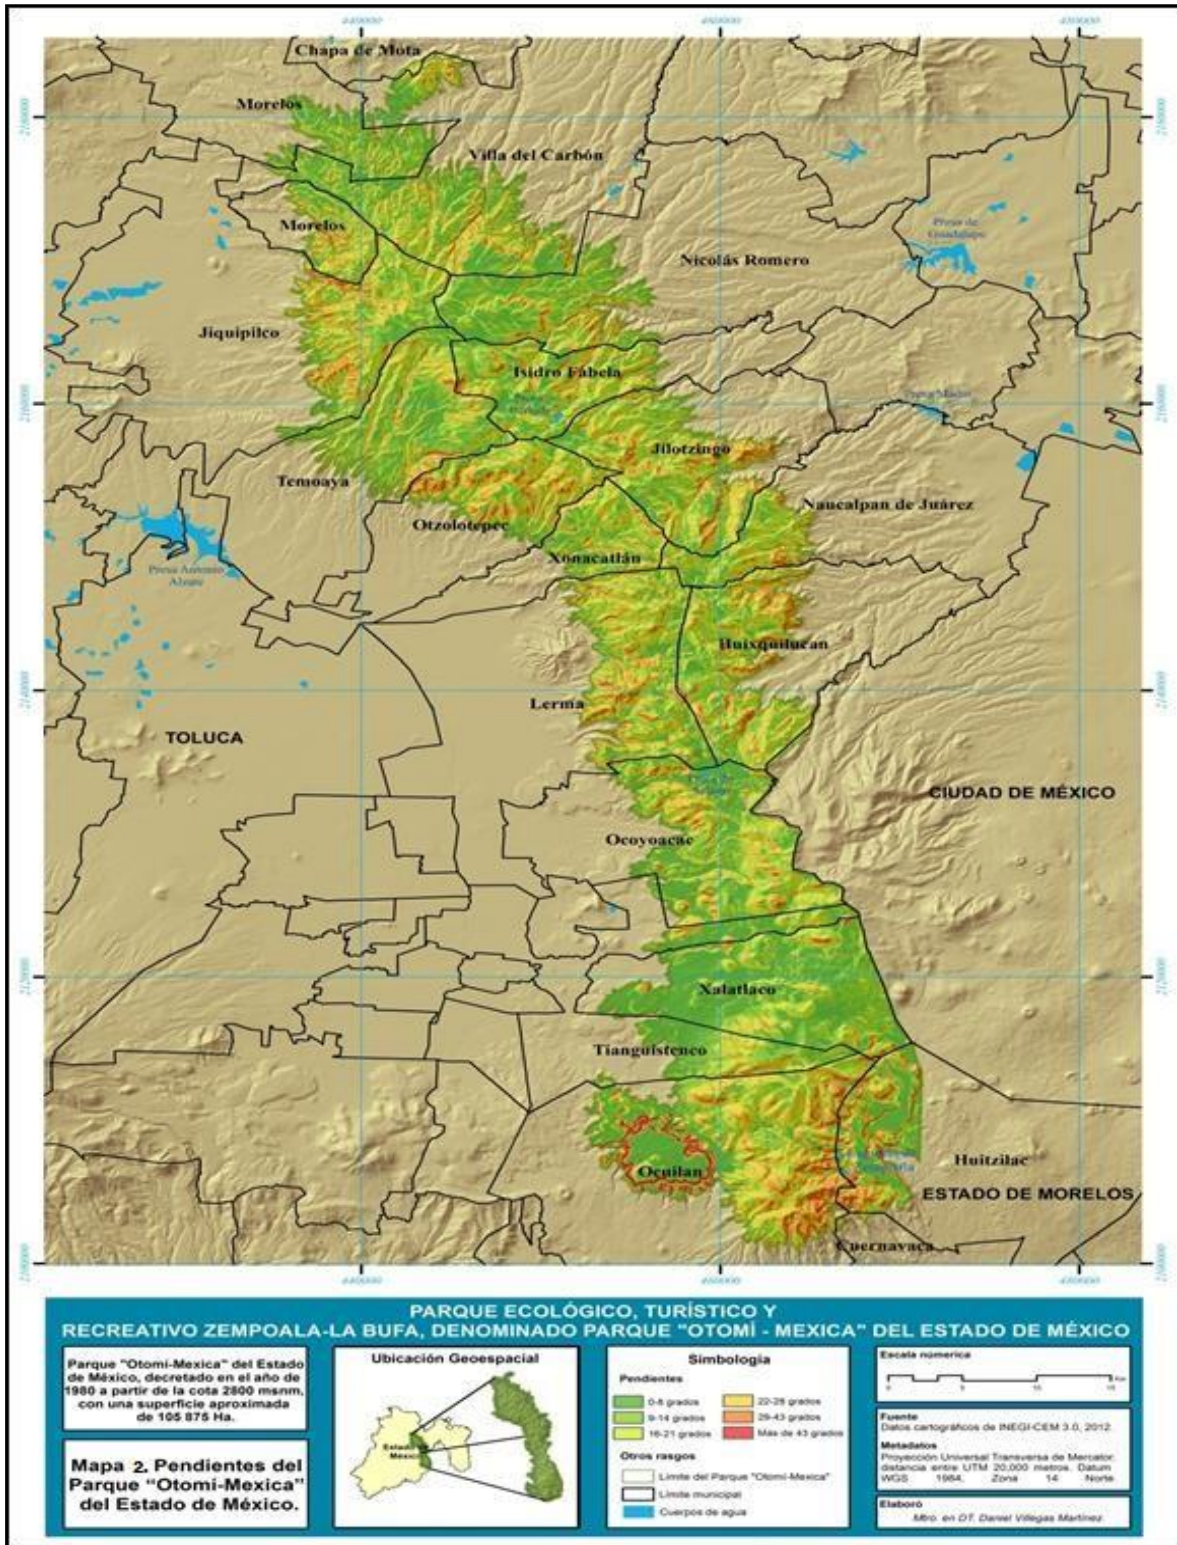 Chapa de Mota
Morelos
Villa del Carbón
Morelos
Presa de
Guadalupe
Nicolás Romero
Jiquipilco
Isidro Fabela
Jilotzingo
Temoaya
Naucalpan de Juárez
Otzolotepec
Xonacatlán
Presa Antonio
Alzate
Huixquilucan
Lerma
TOLUCA
CIUDAD DE MÉXICO
Ocoyoacac
Xalatlaco
Tianguistenco
Huitzilac
Ocuilan
ESTADO DE MORELOS
Cuernavaca
PARQUE ECOLÓGICO, TURÍSTICO Y
RECREATIVO ZEMPOALA-LA BUFA, DENOMINADO PARQUE "OTOMÍ - MEXICA" DEL ESTADO DE MÉXICO
Parque "Otomi-Mexica" del Estado
de México, decretado en el año de
1980 a partir de la cota 2800 msnm,
con una superficie aproximada
de 105 875 Ha.
Mapa 2. Pendientes del
Parque "Otomi-Mexica"
del Estado de México.
Ubicación Geoespacial
Estado de
México
Simbología
Pendientes
0-8 grados
9-14 grados
16-21 grados
22-28 grados
29-43 grados
Más de 43 grados
Otros rasgos
Límite del Parque "Otomi-Mexica"
Límite municipal
Cuerpos de agua
Escala númerica
Fuente
Datos cartográficos de INEGI-CEM 3.0, 2012.
Metadatos
Proyección Universal Transversa de Mercator.
distancia entre UTM 20,000 metros. Datum
WGS 1984. Zona 14 Norte.
Elaboró
Mtro. en DT. Daniel Villegas Martínez